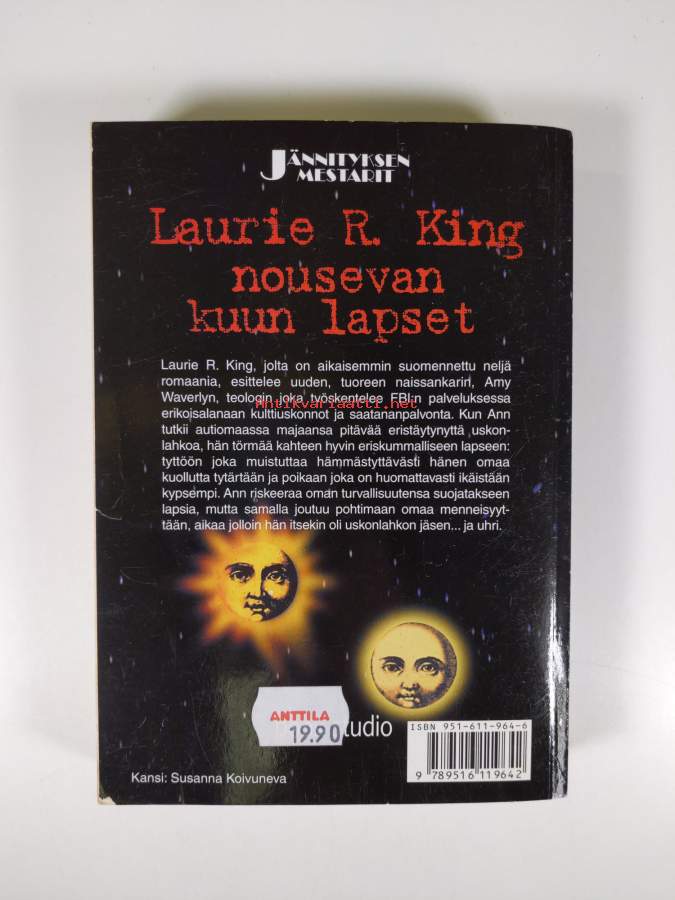 JÄNNITYKSEN
MESTARIT
Laurie R. King
nousevan
kuun lapset
Laurie R. King, jolta on aikaisemmin suomennettu neljä
romaania, esittelee uuden, tuoreen naissankarin, Amy
Waverlyn, teologin joka työskentelee FBI:n palveluksessa
Antikvariaatti.net
erikoisalanaan kulttiuskonnot ja saatananpalvonta. Kun Ann
tutkii autiomaassa majaansa pitävää eristäytynyttä uskon-
lahkoa, hän törmää kahteen hyvin eriskummalliseen lapseen:
tyttöön joka muistuttaa hämmästyttävästi hänen omaa
kuollutta tytärtään ja poikaan joka on huomattavasti ikäistään
kypsempi. Ann riskeeraa oman turvallisuutensa suojatakseen
lapsia, mutta samalla joutuu pohtimaan omaa menneisyyt-
tään, aikaa jolloin hän itsekin oli uskonlahkon jäsen... ja uhri.
ANTTILA
19.90
tudio
ISBN 951-611-964-6
9 789516 119642
Kansi: Susanna Koivuneva